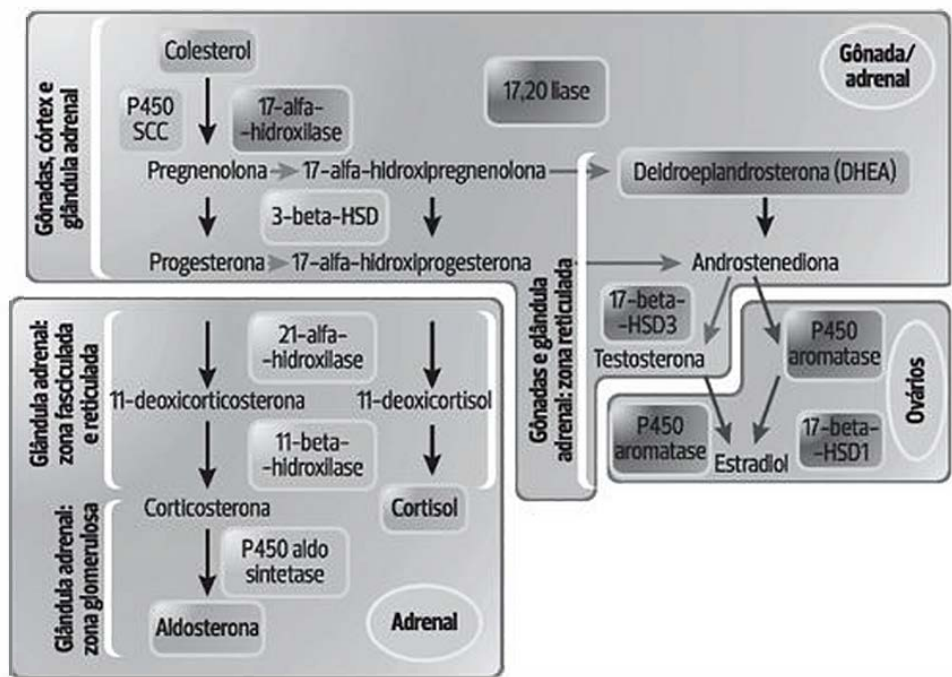 Gônadas, córtex e
glândula adrenal
Colesterol
P450
SCC
17-alfa-
-hidroxilase
17,20 liase
Gônada/
adrenal
Pregnenolona
17-alfa-hidroxipregnenolona
Deidroeplandrosterona (DHEA)
3-beta-HSD
Progesterona
17-alfa-hidroxiprogesterona
Androstenediona
Gônadas e glândula
adrenal: zona reticulada
17-beta-
-HSD3
Testosterona
P450
aromatase
Ovários
P450
aromatase
Estradiol
17-beta-
-HSD1
Glândula adrenal:
zona fasciculada
e reticulada
21-alfa-
-hidroxilase
11-deoxicorticosterona
11-deoxicortisol
11-beta-
-hidroxilase
Glândula adrenal:
zona glomerulosa
Corticosterona
Cortisol
P450 aldo
sintetase
Aldosterona
Adrenal